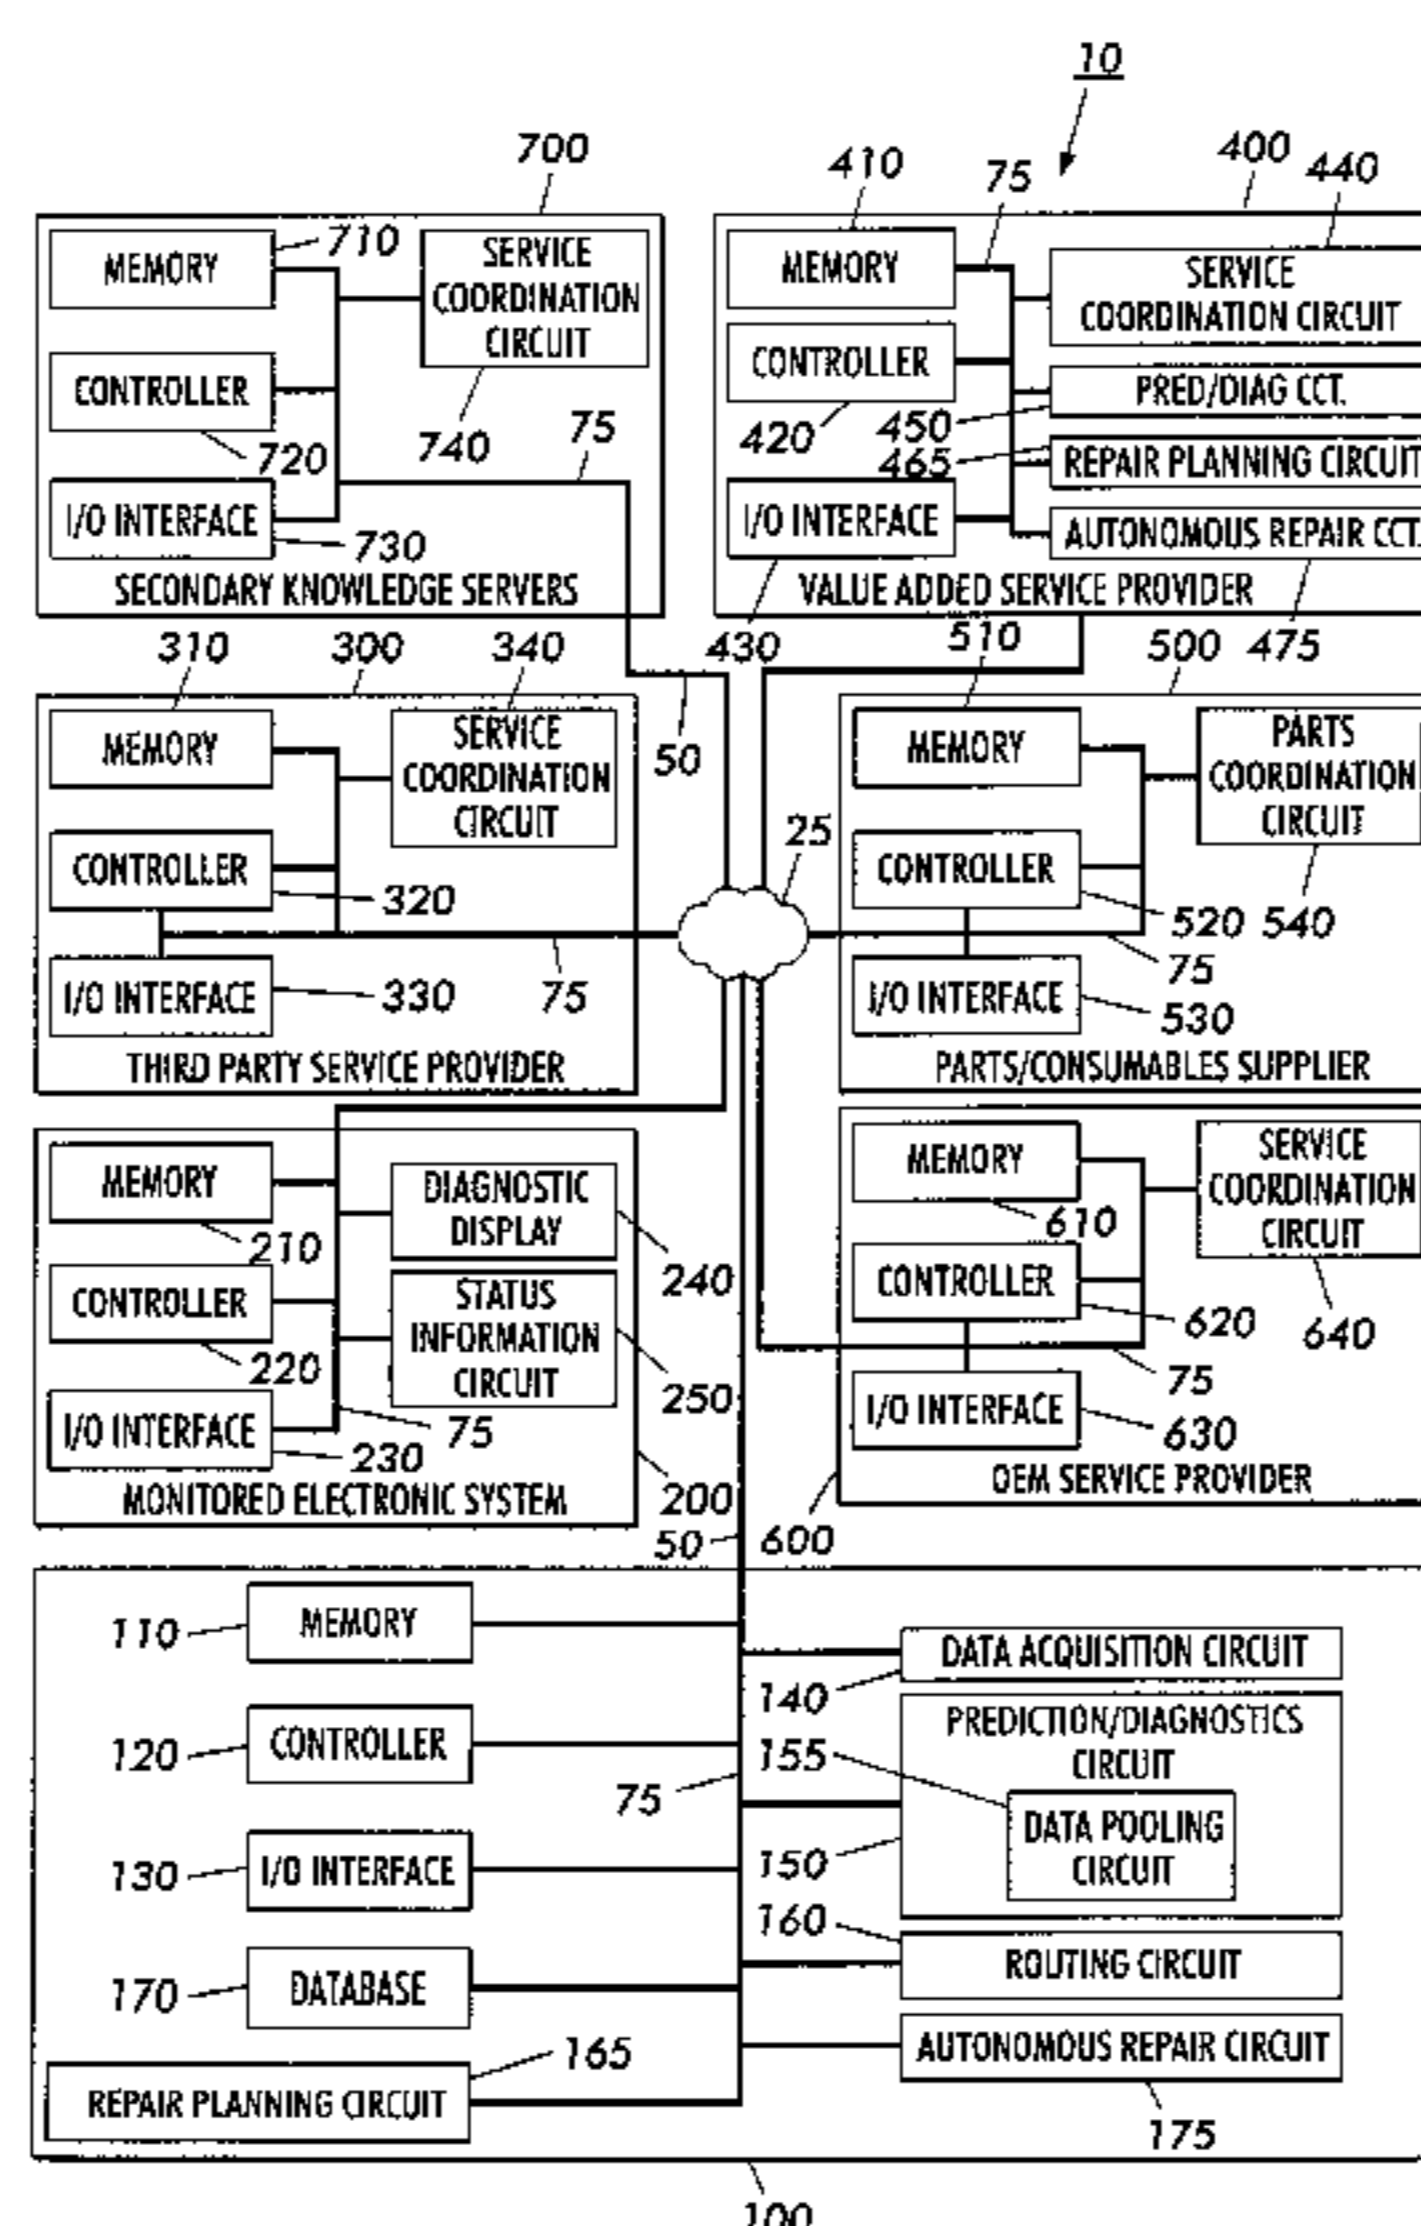 10
700
MEMORY
710
SERVICE
COORDINATION
CIRCUIT
CONTROLLER
720
740
75
I/O INTERFACE
730
SECONDARY KNOWLEDGE SERVERS
410
75
400
440
MEMORY
SERVICE
COORDINATION CIRCUIT
CONTROLLER
PRED/DIAG CCT.
420
450
465
REPAIR PLANNING CIRCUIT
I/O INTERFACE
AUTONOMOUS REPAIR CCT.
VALUE ADDED SERVICE PROVIDER
430
475
310
300
340
MEMORY
SERVICE
COORDINATION
CIRCUIT
50
CONTROLLER
320
25
I/O INTERFACE
330
75
THIRD PARTY SERVICE PROVIDER
510
500
MEMORY
PARTS
COORDINATION
CIRCUIT
CONTROLLER
520
540
75
I/O INTERFACE
530
PARTS/CONSUMABLES SUPPLIER
MEMORY
210
DIAGNOSTIC
DISPLAY
240
CONTROLLER
220
STATUS
INFORMATION
CIRCUIT
250
I/O INTERFACE
230
75
MONITORED ELECTRONIC SYSTEM
200
MEMORY
610
SERVICE
COORDINATION
CIRCUIT
CONTROLLER
620
640
75
I/O INTERFACE
630
OEM SERVICE PROVIDER
50
600
110
MEMORY
DATA ACQUISITION CIRCUIT
140
120
CONTROLLER
PREDICTION/DIAGNOSTICS
CIRCUIT
155
75
DATA POOLING
CIRCUIT
150
130
I/O INTERFACE
160
ROUTING CIRCUIT
170
DATABASE
165
AUTONOMOUS REPAIR CIRCUIT
REPAIR PLANNING CIRCUIT
175
100